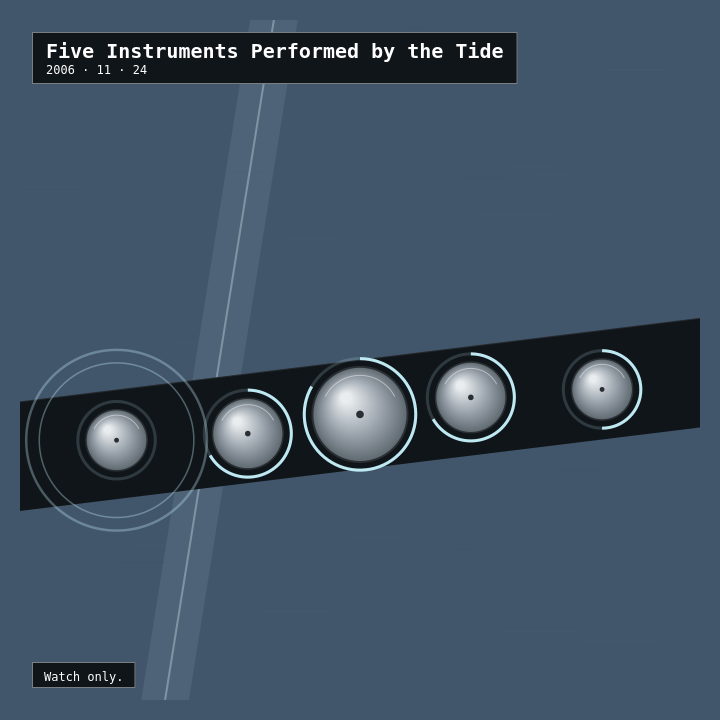 Five Instruments Performed by the Tide
2006 · 11 · 24
Watch only.